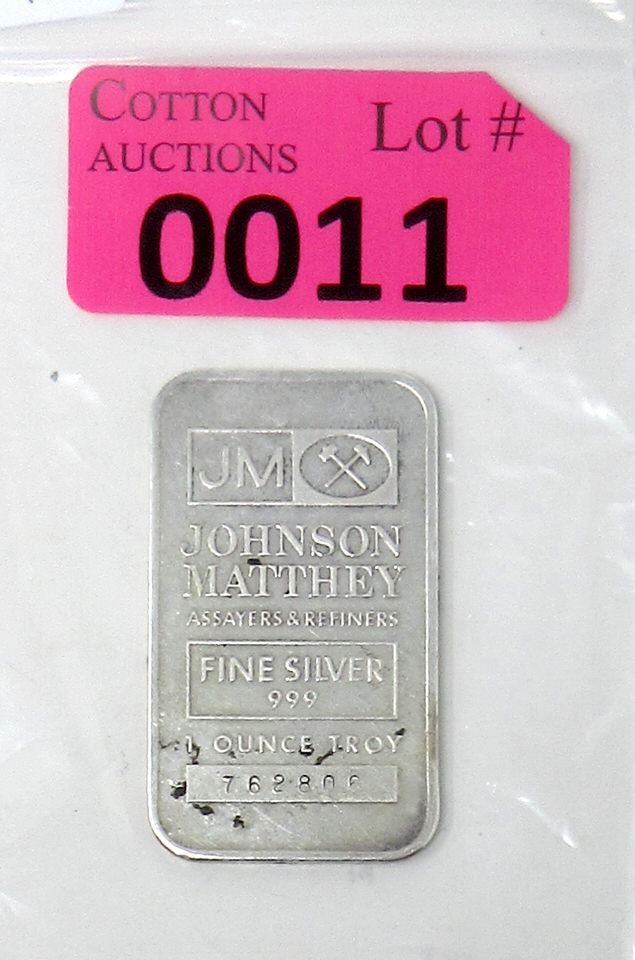 COTTON
AUCTIONS
Lot #
0011
JM
JOHNSON
MATTHEY
ASSAYERS & REFINERS
FINE SILVER
999
1 OUNCE TROY